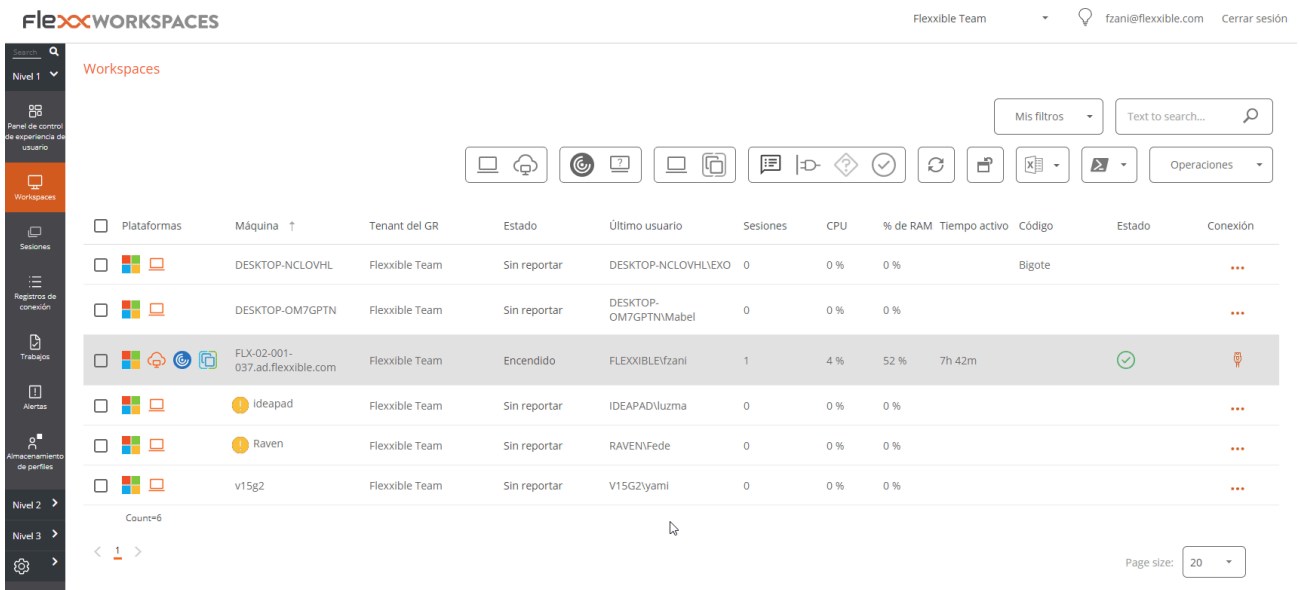 FlexxWORKSPACES
Flexxible Team
fzani@flexxible.com
Cerrar sesión
Search
Nivel 1
Panel de control
de experiencia de
usuario
Workspaces
Sesiones
Registros de
conexión
Trabajos
Alertas
Almacenamiento
de perfiles
Nivel 2
Nivel 3
Workspaces
Mis filtros
Text to search...
Operaciones
Plataformas Máquina Tenant del GR Estado Último usuario Sesiones CPU % de RAM Tiempo activo Código Estado Conexión
DESKTOP-NCLOVHL Flexxible Team Sin reportar DESKTOP-NCLOVHL\EXO 0 0 % 0 % Bigote
DESKTOP-OM7GPTN Flexxible Team Sin reportar DESKTOP-
OM7GPTN\Mabel 0 0 % 0 %
FLX-02-001-
037.ad.flexxible.com Flexxible Team Encendido FLEXXIBLE\fzani 1 4 % 52 % 7h 42m
ideapad Flexxible Team Sin reportar IDEAPAD\luzma 0 0 % 0 %
Raven Flexxible Team Sin reportar RAVEN\Fede 0 0 % 0 %
v15g2 Flexxible Team Sin reportar V15G2\yami 0 0 % 0 %
Count=6
1
Page size: 20